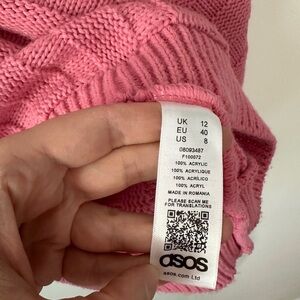 UK 12
EU 40
US 8
08093487
F100072
100% ACRYLIC
100% ACRYLIQUE
100% ACRÍLICO
100% ACRYL
MADE IN ROMANIA
PLEASE SCAN ME
FOR TRANSLATIONS
asos
asos.com Ltd